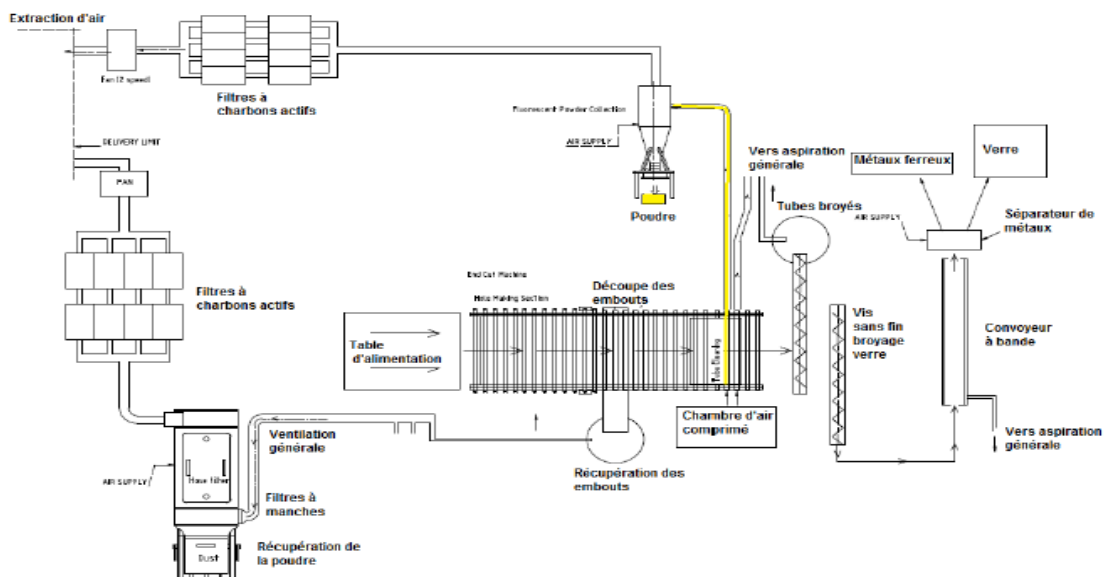 Extraction d'air
Fan (2 speed)
Filtres à
charbons actifs
Fluorescent Powder Collection
AIR SUPPLY
DELIVERY LIMIT
FAN
Poudre
Vers aspiration
générale
Tubes broyés
Métaux ferreux
Verre
AIR SUPPLY
Séparateur de
métaux
Filtres à
charbons actifs
End Cut Machine
Hole Making Section
Découpe des
embouts
Table
d'alimentation
Tube Cleaning
Vis
sans fin
broyage
verre
Convoyeur
à bande
Chambre d'air
comprimé
Ventilation
générale
Récupération des
embouts
Vers aspiration
générale
AIR SUPPLY
Hose filter
Filtres à
manches
Dust
Récupération de
la poudre